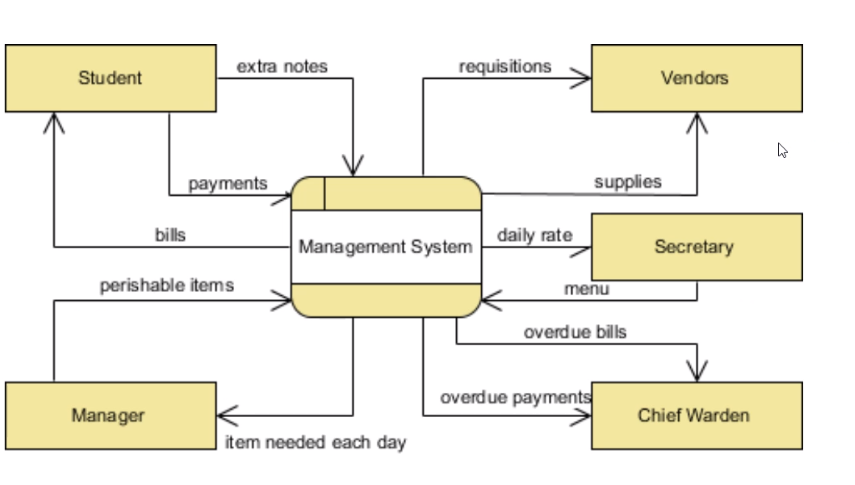 extra notes
requisitions
Student
Vendors
payments
supplies
bills
daily rate
Management System
Secretary
perishable items
menu
overdue bills
overdue payments
Manager
Chief Warden
item needed each day